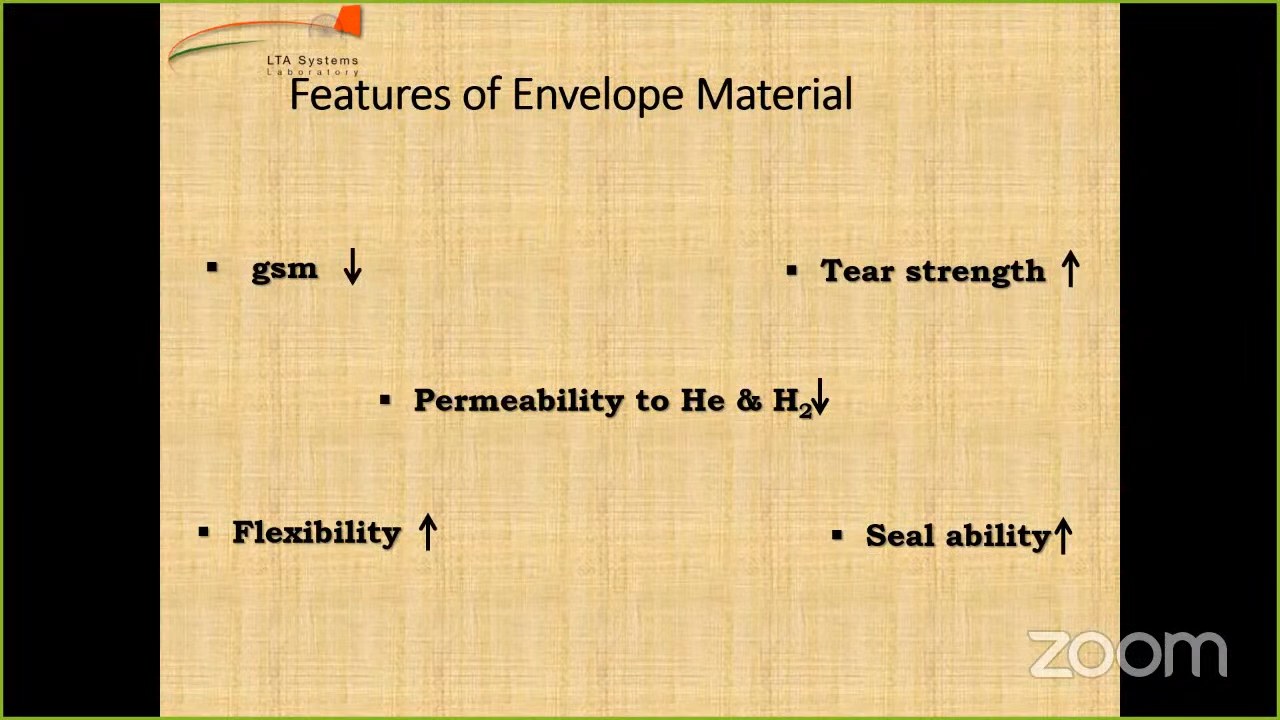 LTA Systems
Laboratory
Features of Envelope Material
▪ gsm ↓
▪ Tear strength ↑
▪ Permeability to He & H₂↓
▪ Flexibility ↑
▪ Seal ability↑
zoom